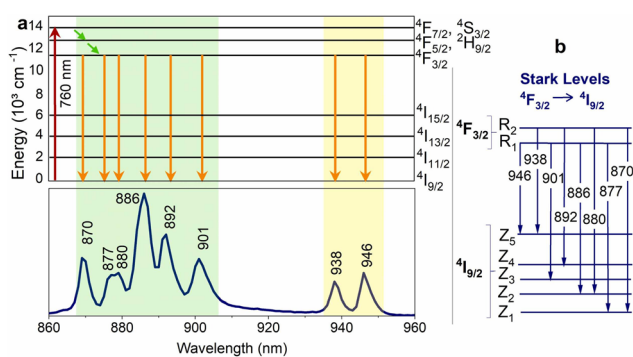 a
14
12
10
8
6
4
2
0
Energy (10³ cm⁻¹)
760 nm
⁴F₇/₂, ⁴S₃/₂
⁴F₅/₂, ²H₉/₂
⁴F₃/₂
⁴I₁₅/₂
⁴I₁₃/₂
⁴I₁₁/₂
⁴I₉/₂
870
877
880
886
892
901
938
946
860 880 900 920 940 960
Wavelength (nm)
b
Stark Levels
⁴F₃/₂ → ⁴I₉/₂
⁴F₃/₂
R₂
R₁
946
938
901
892
886
880
877
870
⁴I₉/₂
Z₅
Z₄
Z₃
Z₂
Z₁